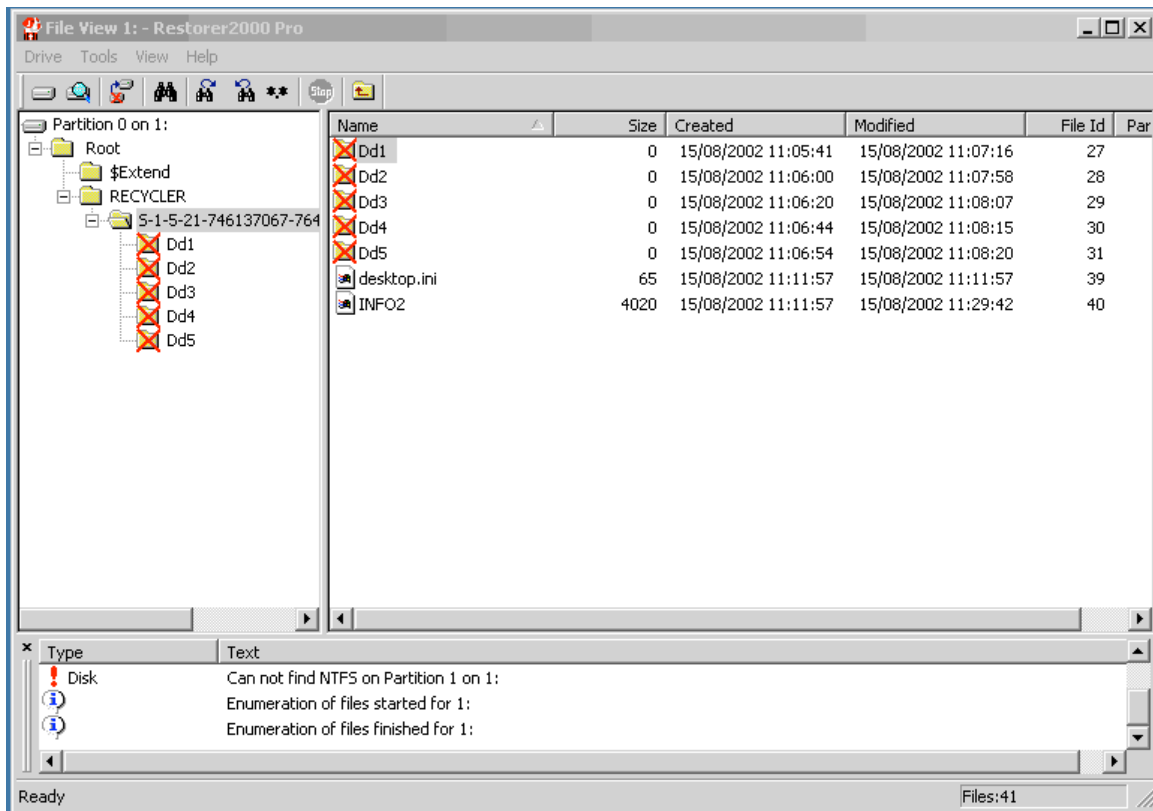 File View 1: - Restorer2000 Pro
Drive Tools View Help
Stop
Partition 0 on 1:
Root
$Extend
RECYCLER
S-1-5-21-746137067-764
Dd1
Dd2
Dd3
Dd4
Dd5
Name Size Created Modified File Id Par
Dd1 0 15/08/2002 11:05:41 15/08/2002 11:07:16 27
Dd2 0 15/08/2002 11:06:00 15/08/2002 11:07:58 28
Dd3 0 15/08/2002 11:06:20 15/08/2002 11:08:07 29
Dd4 0 15/08/2002 11:06:44 15/08/2002 11:08:15 30
Dd5 0 15/08/2002 11:06:54 15/08/2002 11:08:20 31
desktop.ini 65 15/08/2002 11:11:57 15/08/2002 11:11:57 39
INFO2 4020 15/08/2002 11:11:57 15/08/2002 11:29:42 40
Type Text
Disk Can not find NTFS on Partition 1 on 1:
Enumeration of files started for 1:
Enumeration of files finished for 1:
Ready Files:41